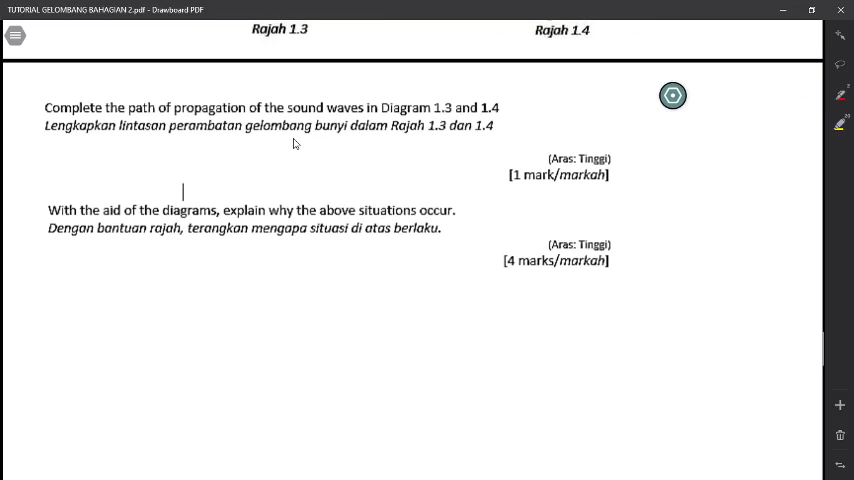 TUTORIAL GELOMBANG BAHAGIAN 2.pdf - Drawboard PDF
Rajah 1.3
Rajah 1.4
Complete the path of propagation of the sound waves in Diagram 1.3 and 1.4
Lengkapkan lintasan perambatan gelombang bunyi dalam Rajah 1.3 dan 1.4
(Aras: Tinggi)
[1 mark/markah]
With the aid of the diagrams, explain why the above situations occur.
Dengan bantuan rajah, terangkan mengapa situasi di atas berlaku.
(Aras: Tinggi)
[4 marks/markah]